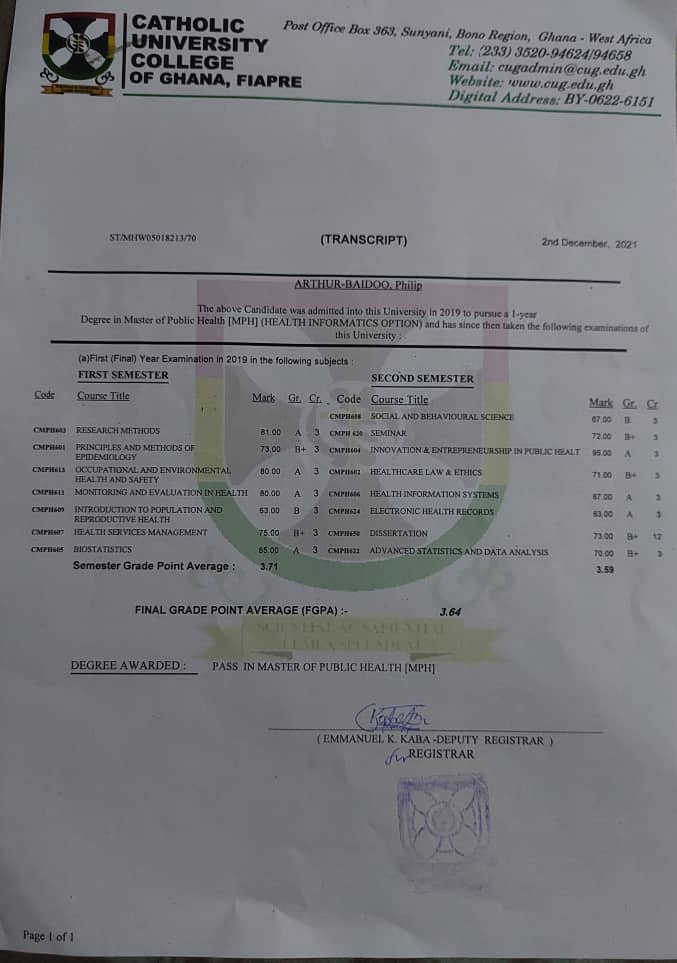 CATHOLIC
UNIVERSITY
COLLEGE
OF GHANA, FIAPRE
Post Office Box 363, Sunyani, Bono Region, Ghana - West Africa
Tel: (233) 3520-94624/94658
Email: cugadmin@cug.edu.gh
Website: www.cug.edu.gh
Digital Address: BY-0622-6151
ST/MHW05018213/70 (TRANSCRIPT) 2nd December, 2021
ARTHUR-BAIDOO, Philip
The above Candidate was admitted into this University in 2019 to pursue a 1-year
Degree in Master of Public Health [MPH] (HEALTH INFORMATICS OPTION) and has since then taken the following examinations of
this University :
(a)First (Final) Year Examination in 2019 in the following subjects :
FIRST SEMESTER
Code Course Title Mark Gr. Cr.
CMPH603 RESEARCH METHODS 81.00 A 3
CMPH601 PRINCIPLES AND METHODS OF 73.00 B+ 3
EPIDEMIOLOGY
CMPH613 OCCUPATIONAL AND ENVIRONMENTAL 80.00 A 3
HEALTH AND SAFETY
CMPH611 MONITORING AND EVALUATION IN HEALTH 80.00 A 3
CMPH609 INTRODUCTION TO POPULATION AND 63.00 B 3
REPRODUCTIVE HEALTH
CMPH607 HEALTH SERVICES MANAGEMENT 75.00 B+ 3
CMPH605 BIOSTATISTICS 85.00 A 3
Semester Grade Point Average : 3.71
SECOND SEMESTER
Code Course Title Mark Gr. Cr
CMPH608 SOCIAL AND BEHAVIOURAL SCIENCE 67.00 B 3
CMPH 620 SEMINAR 72.00 B+ 3
CMPH604 INNOVATION & ENTREPRENEURSHIP IN PUBLIC HEALT A 3
CMPH602 HEALTHCARE LAW & ETHICS 71.00 B+ 3
CMPH606 HEALTH INFORMATION SYSTEMS A 3
CMPH624 ELECTRONIC HEALTH RECORDS A 3
CMPH650 DISSERTATION 73.00 B+ 12
CMPH622 ADVANCED STATISTICS AND DATA ANALYSIS 70.00 B+ 3
3.59
FINAL GRADE POINT AVERAGE (FGPA) :- 3.64
DEGREE AWARDED : PASS IN MASTER OF PUBLIC HEALTH [MPH]
( EMMANUEL K. KABA -DEPUTY REGISTRAR )
for REGISTRAR
Page 1 of 1